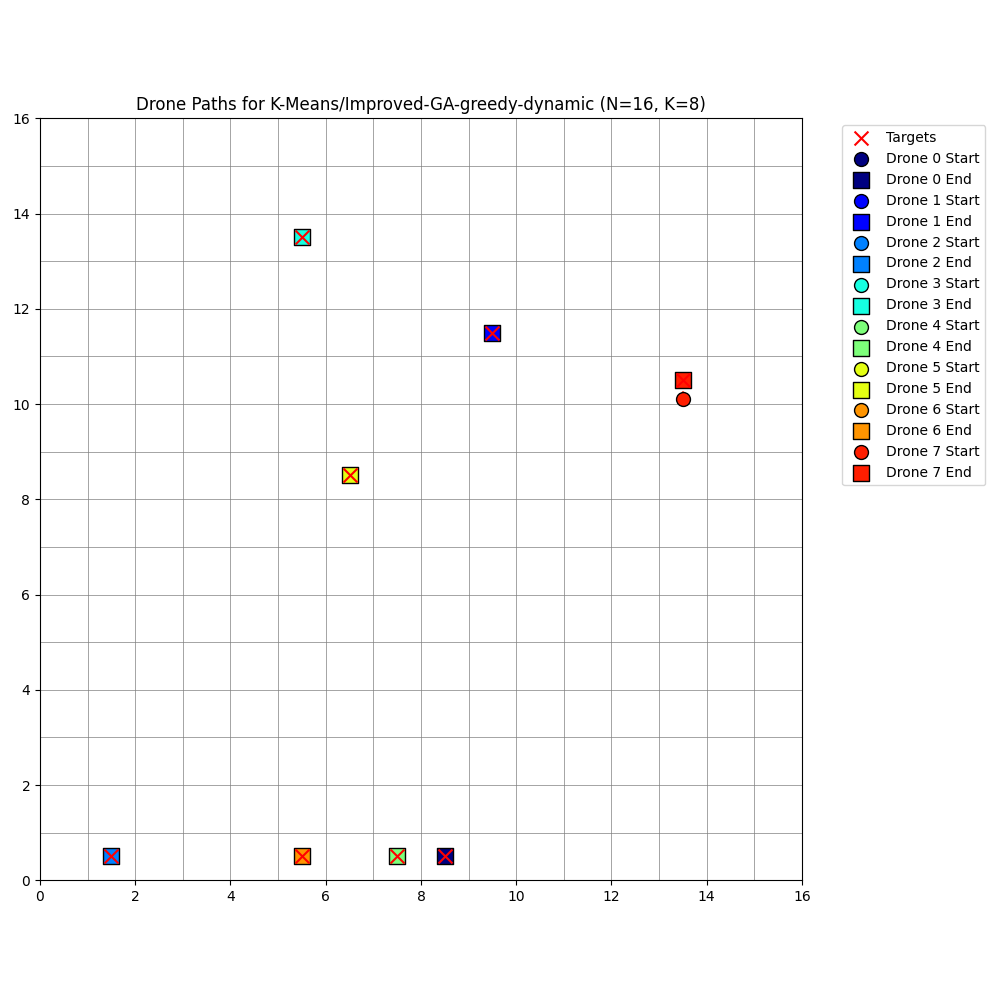 Drone Paths for K-Means/Improved-GA-greedy-dynamic (N=16, K=8)
16
14
12
10
8
6
4
2
0
0 2 4 6 8 10 12 14 16
Targets
Drone 0 Start
Drone 0 End
Drone 1 Start
Drone 1 End
Drone 2 Start
Drone 2 End
Drone 3 Start
Drone 3 End
Drone 4 Start
Drone 4 End
Drone 5 Start
Drone 5 End
Drone 6 Start
Drone 6 End
Drone 7 Start
Drone 7 End